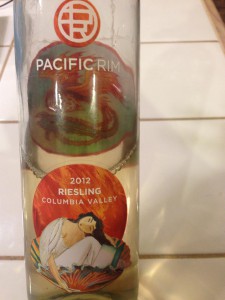 PACIFIC RIM
2012
RIESLING
COLUMBIA VALLEY